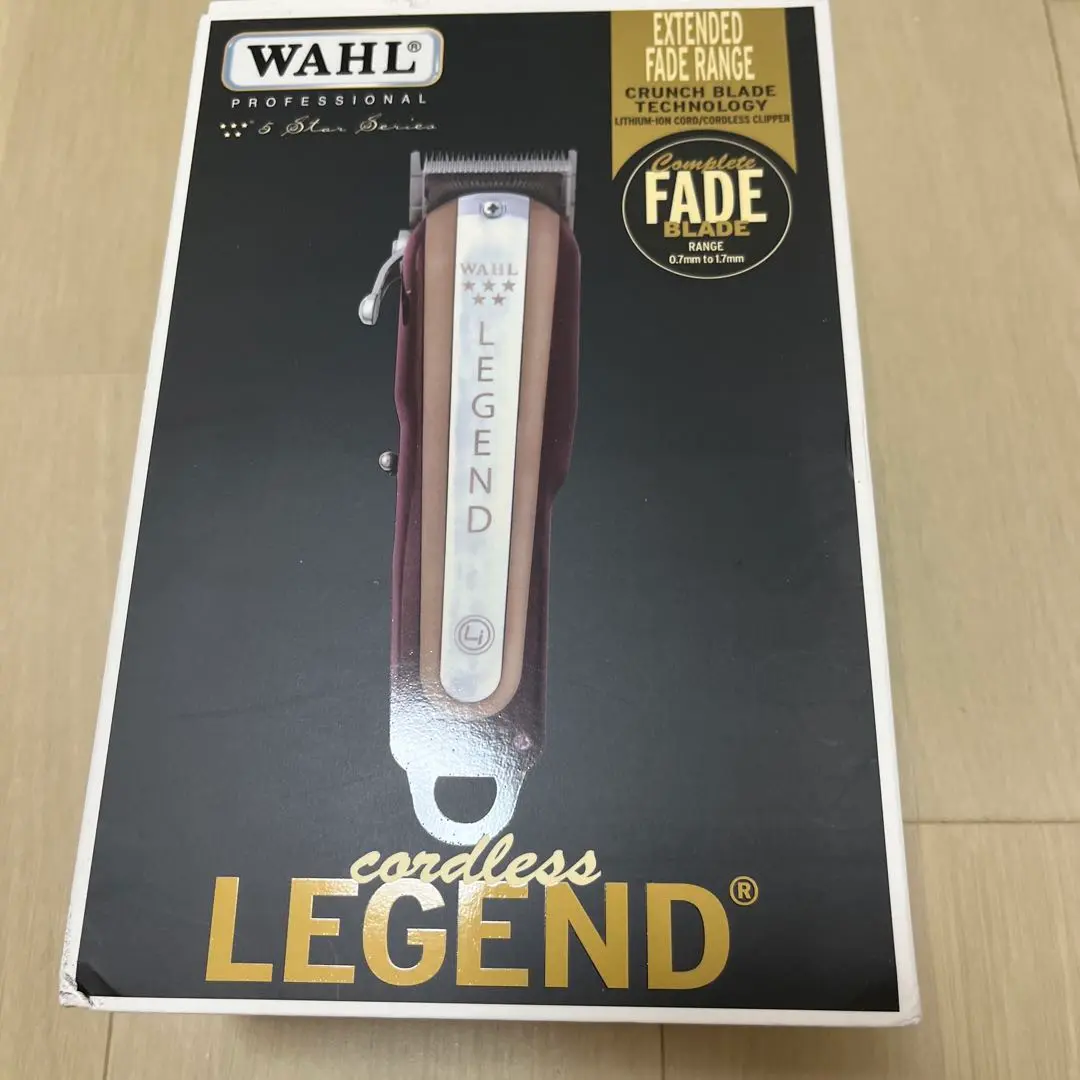 WAHL®
PROFESSIONAL
5 Star Series
EXTENDED
FADE RANGE
CRUNCH BLADE
TECHNOLOGY
LITHIUM-ION CORD/CORDLESS CLIPPER
Complete
FADE
BLADE
RANGE
0.7mm to 1.7mm
WAHL
LEGEND
Li
cordless
LEGEND®